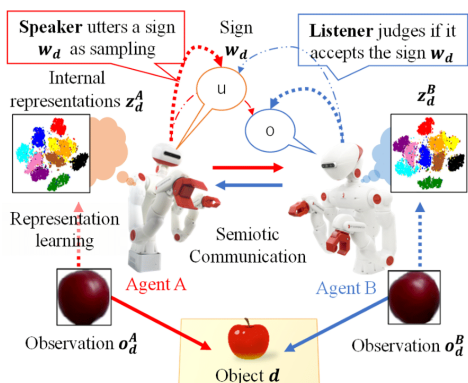 Speaker utters a sign
w_d as sampling
Sign
w_d
Listener judges if it
accepts the sign w_d
Internal
representations z_d^A
u
o
z_d^B
Representation
learning
Semiotic
Communication
Agent A
Agent B
Observation o_d^A
Observation o_d^B
Object d